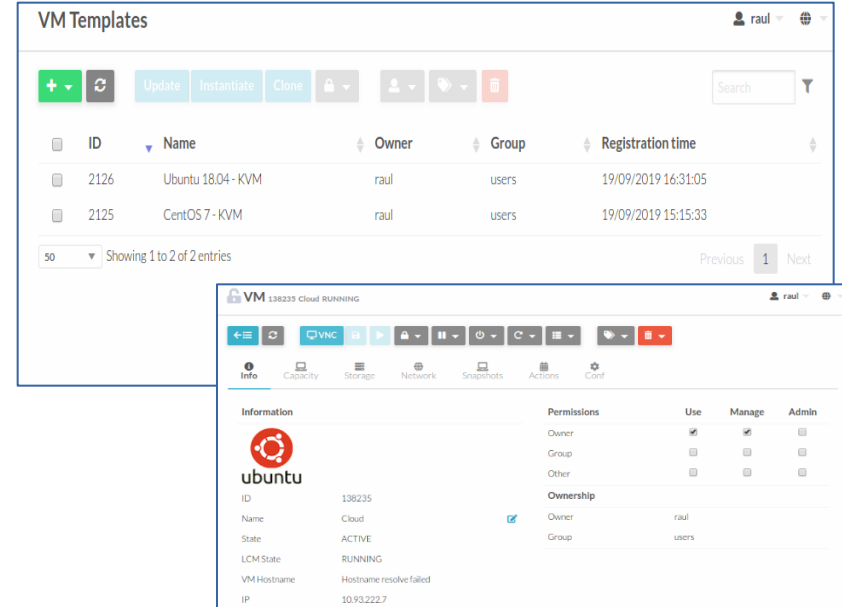 VM Templates
raul
Update Instantiate Clone
Search
ID Name Owner Group Registration time
2126 Ubuntu 18.04 - KVM raul users 19/09/2019 16:31:05
2125 CentOS 7 - KVM raul users 19/09/2019 15:15:33
50 Showing 1 to 2 of 2 entries Previous 1 Next
VM 138235 Cloud RUNNING raul
VNC
Info Capacity Storage Network Snapshots Actions Conf
Information Permissions Use Manage Admin
Owner
Group
ubuntu Other
ID 138235 Ownership
Name Cloud Owner raul
State ACTIVE Group users
LCM State RUNNING
VM Hostname Hostname resolve failed
IP 10.93.222.7